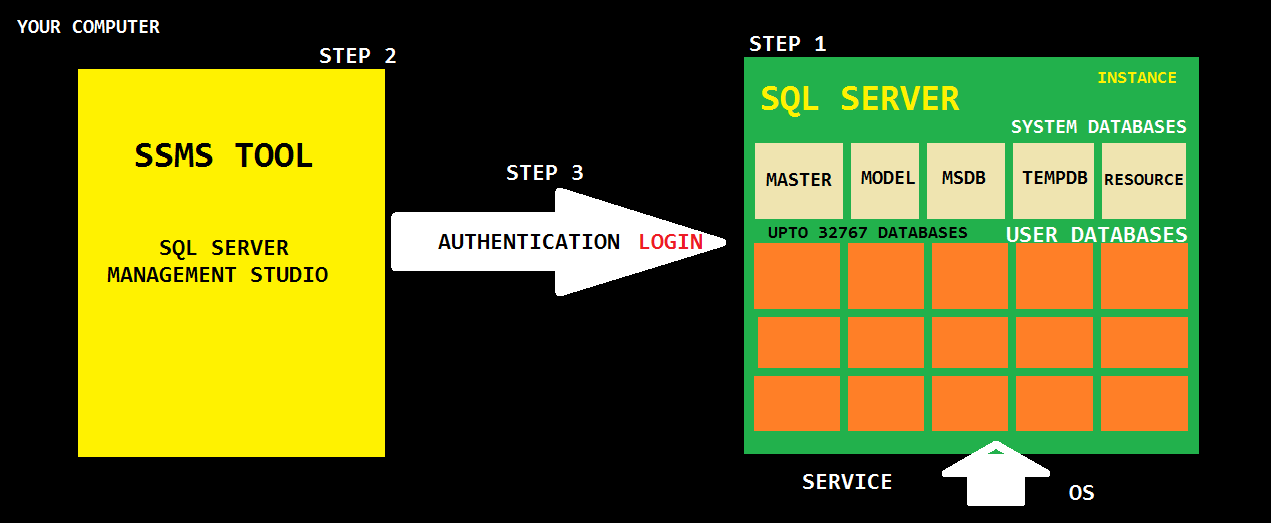 YOUR COMPUTER
STEP 2
SSMS TOOL
SQL SERVER
MANAGEMENT STUDIO
STEP 3
AUTHENTICATION LOGIN
STEP 1
INSTANCE
SQL SERVER
SYSTEM DATABASES
MASTER MODEL MSDB TEMPDB RESOURCE
UPTO 32767 DATABASES USER DATABASES
SERVICE OS